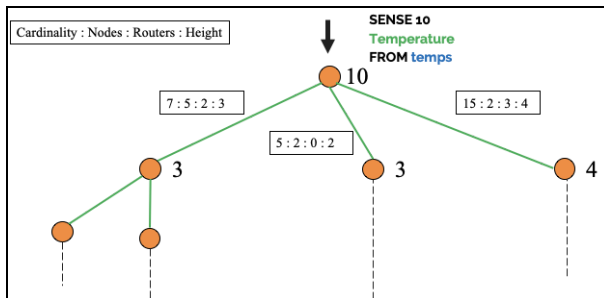 Cardinality : Nodes : Routers : Height
SENSE 10
Temperature
FROM temps
10
7 : 5 : 2 : 3
15 : 2 : 3 : 4
5 : 2 : 0 : 2
3
3
4